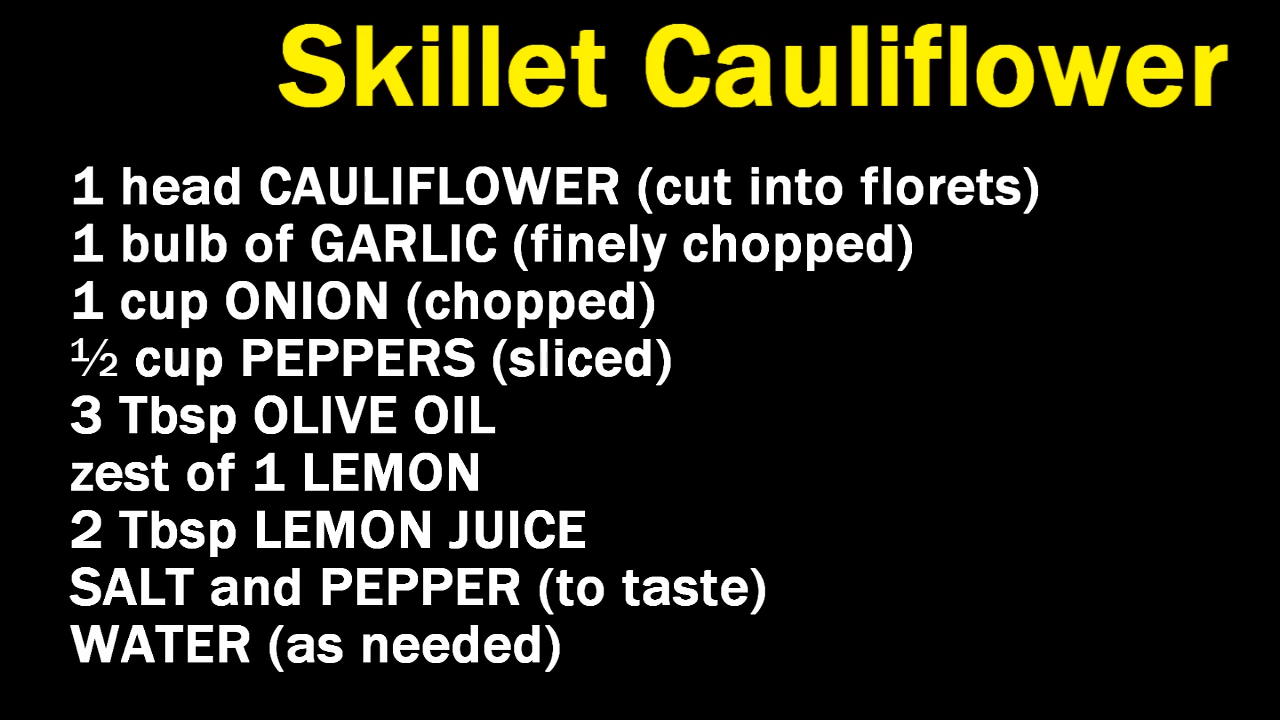 Skillet Cauliflower
1 head CAULIFLOWER (cut into florets)
1 bulb of GARLIC (finely chopped)
1 cup ONION (chopped)
½ cup PEPPERS (sliced)
3 Tbsp OLIVE OIL
zest of 1 LEMON
2 Tbsp LEMON JUICE
SALT and PEPPER (to taste)
WATER (as needed)